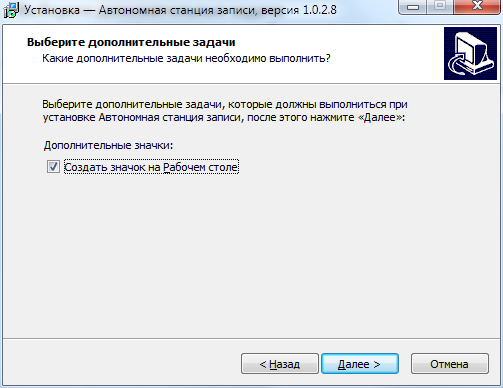 Установка — Автономная станция записи, версия 1.0.2.8
Выберите дополнительные задачи
Какие дополнительные задачи необходимо выполнить?
Выберите дополнительные задачи, которые должны выполниться при
установке Автономная станция записи, после этого нажмите «Далее»:
Дополнительные значки:
Создать значок на Рабочем столе
< Назад
Далее >
Отмена